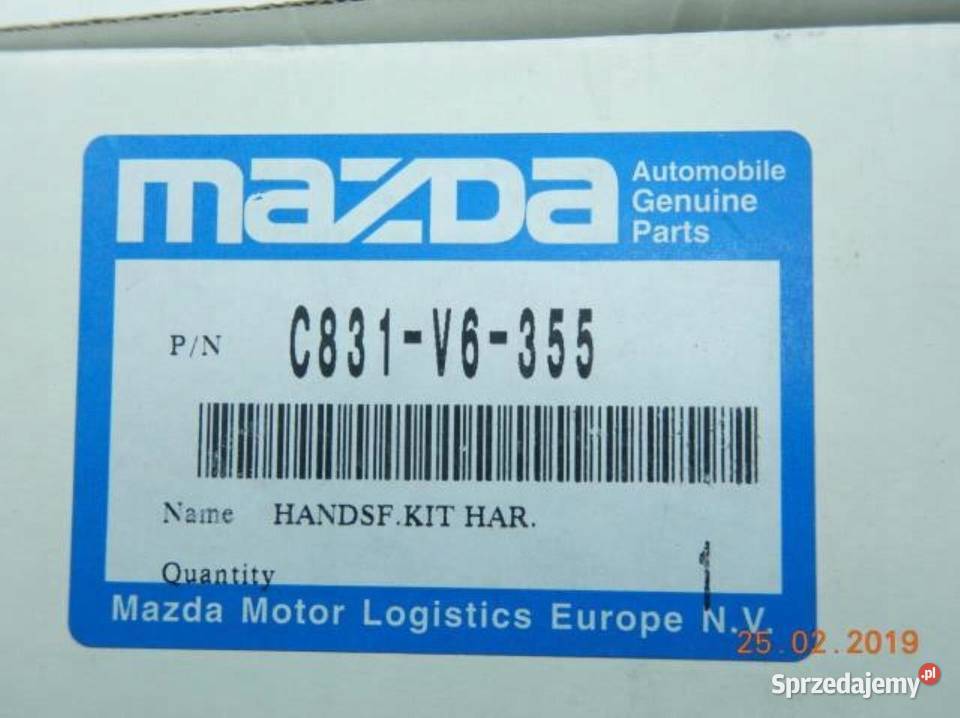 mazda Automobile
Genuine
Parts
P/N C831-V6-355
Name HANDSF.KIT HAR.
Quantity 1
Mazda Motor Logistics Europe N.V.
25.02.2019
Sprzedajemy.pl